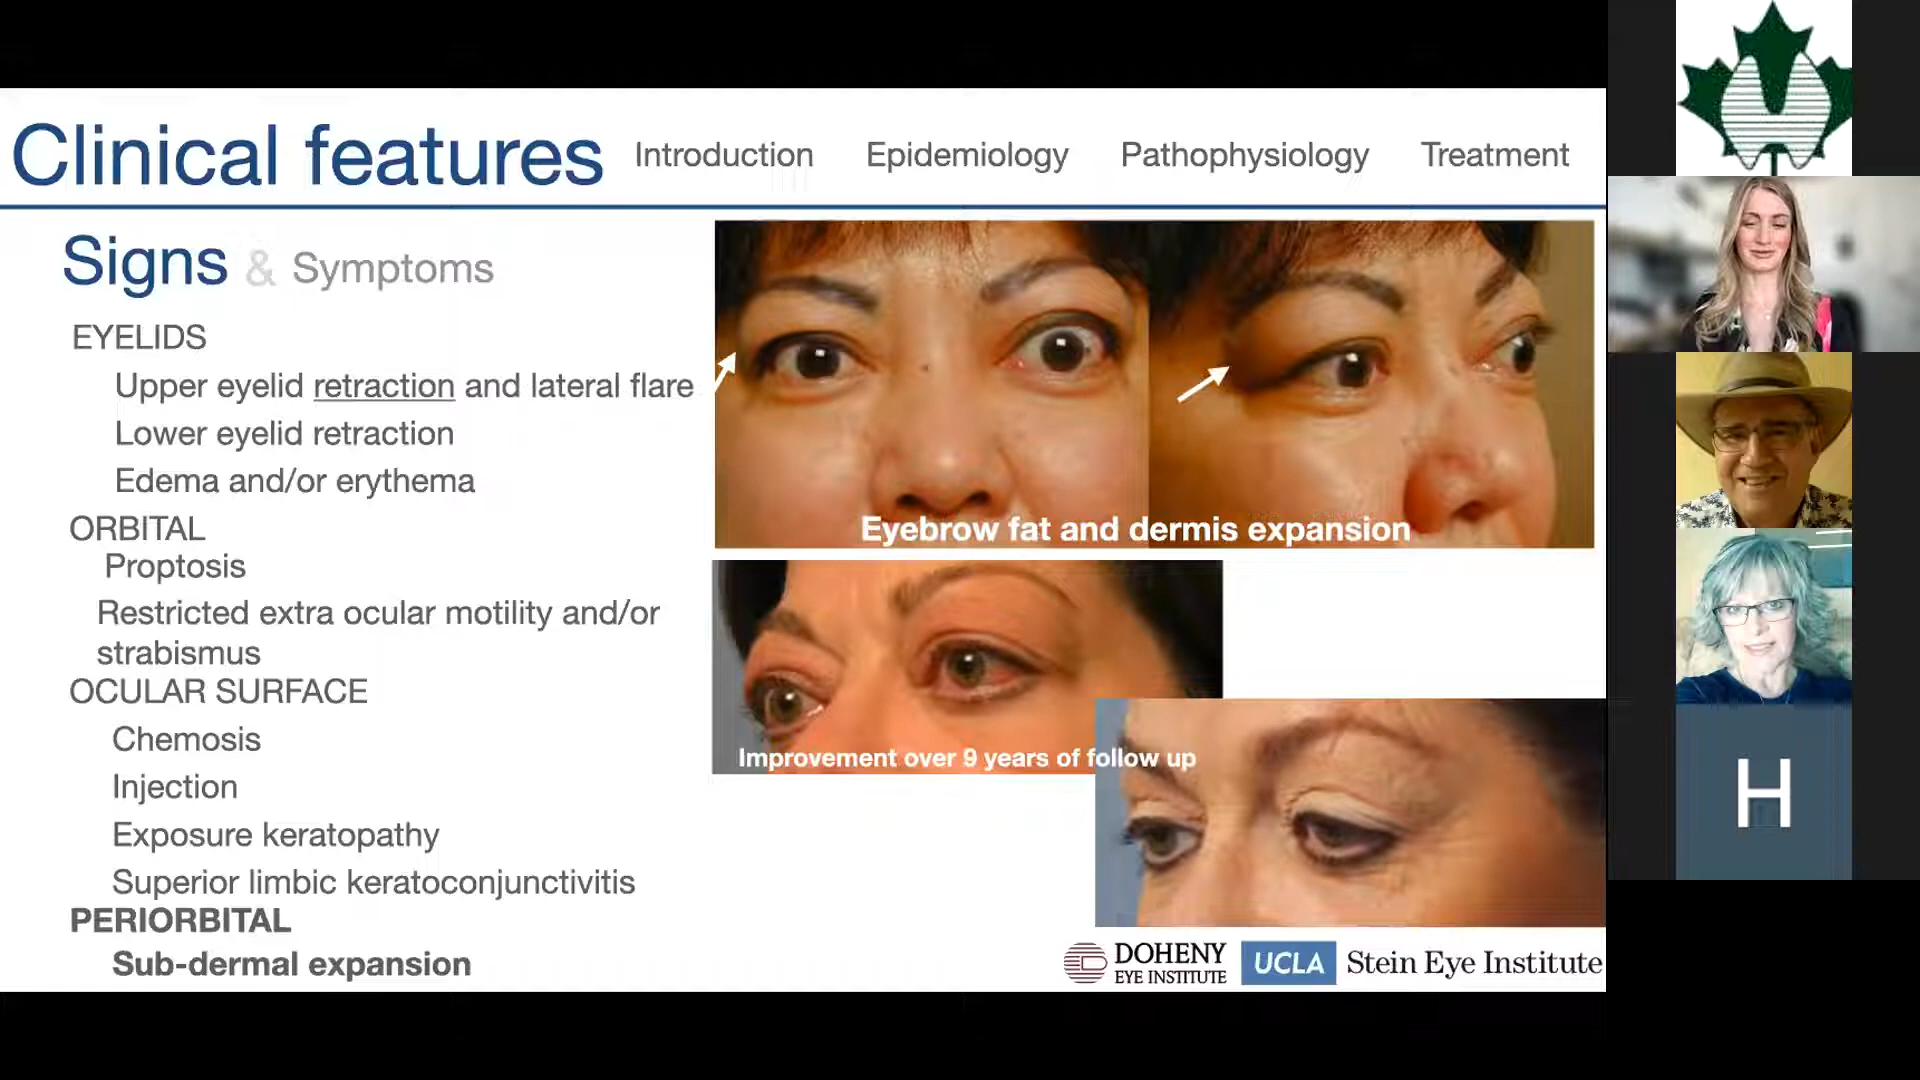 Clinical features
Introduction
Epidemiology
Pathophysiology
Treatment
Signs & Symptoms
EYELIDS
Upper eyelid retraction and lateral flare
Lower eyelid retraction
Edema and/or erythema
ORBITAL
Proptosis
Restricted extra ocular motility and/or
strabismus
OCULAR SURFACE
Chemosis
Injection
Exposure keratopathy
Superior limbic keratoconjunctivitis
PERIORBITAL
Sub-dermal expansion
Eyebrow fat and dermis expansion
Improvement over 9 years of follow up
DOHENY
EYE INSTITUTE
UCLA
Stein Eye Institute
H